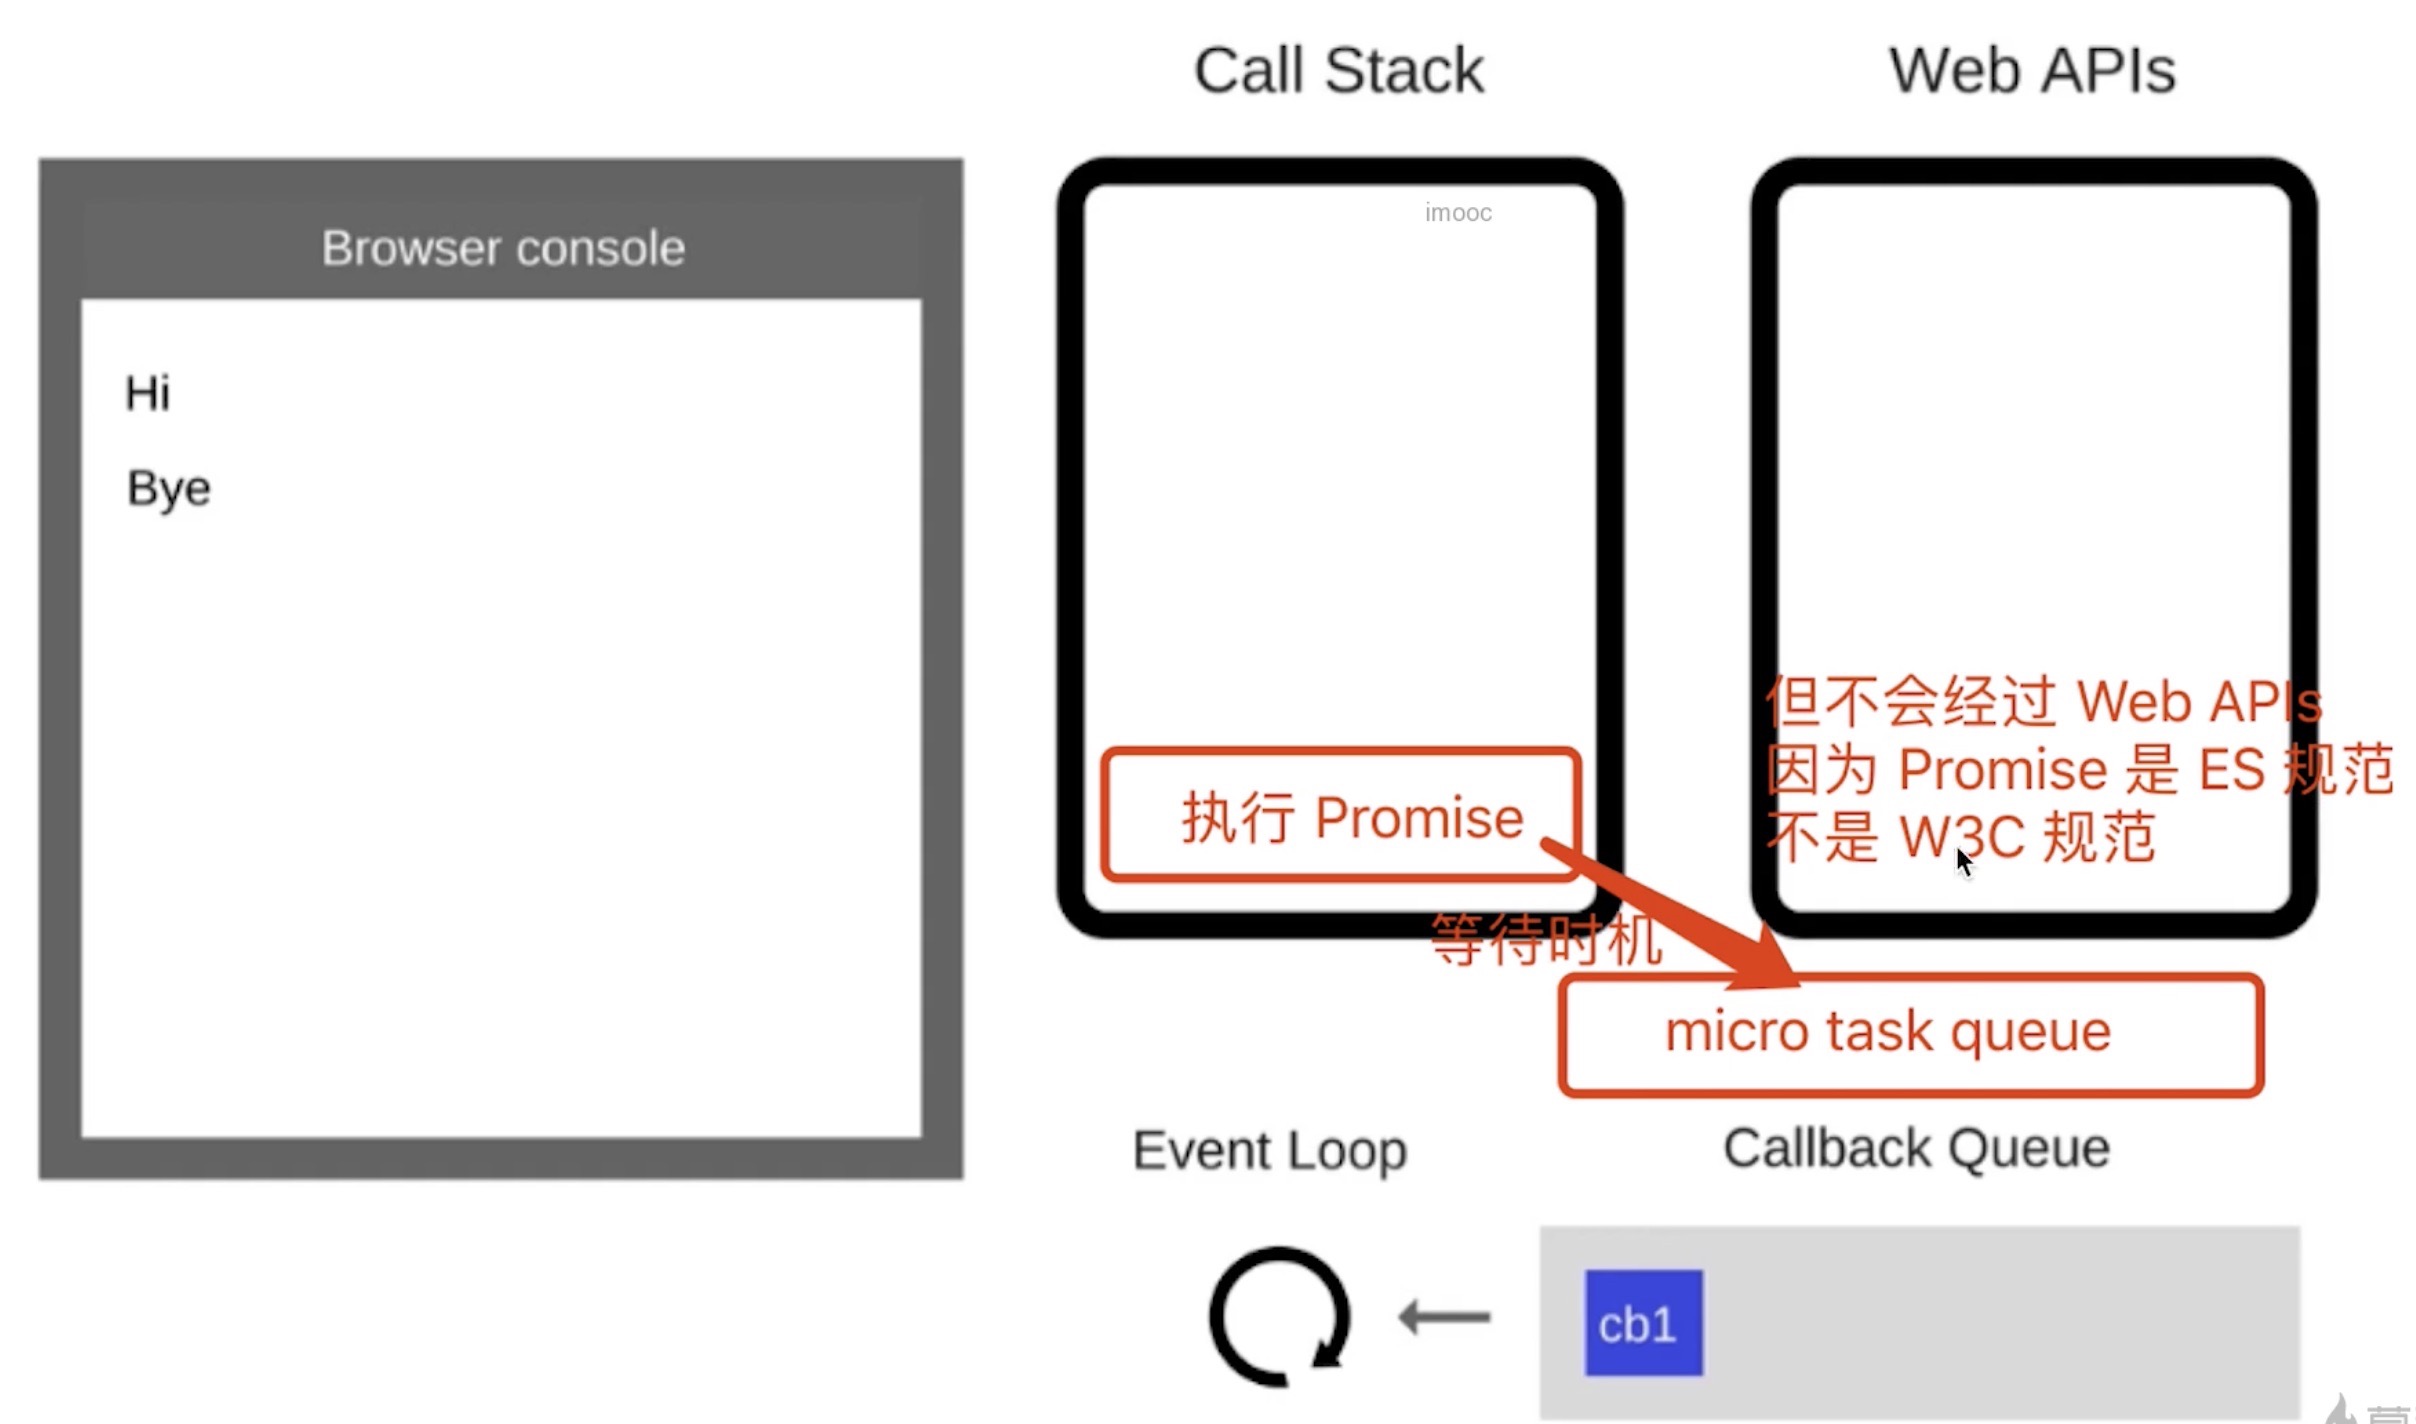 Call Stack
Web APIs
imooc
Browser console
Hi
Bye
但不会经过 Web APIs
因为 Promise 是 ES 规范
不是 W3C 规范
执行 Promise
等待时机
micro task queue
Event Loop
Callback Queue
cb1